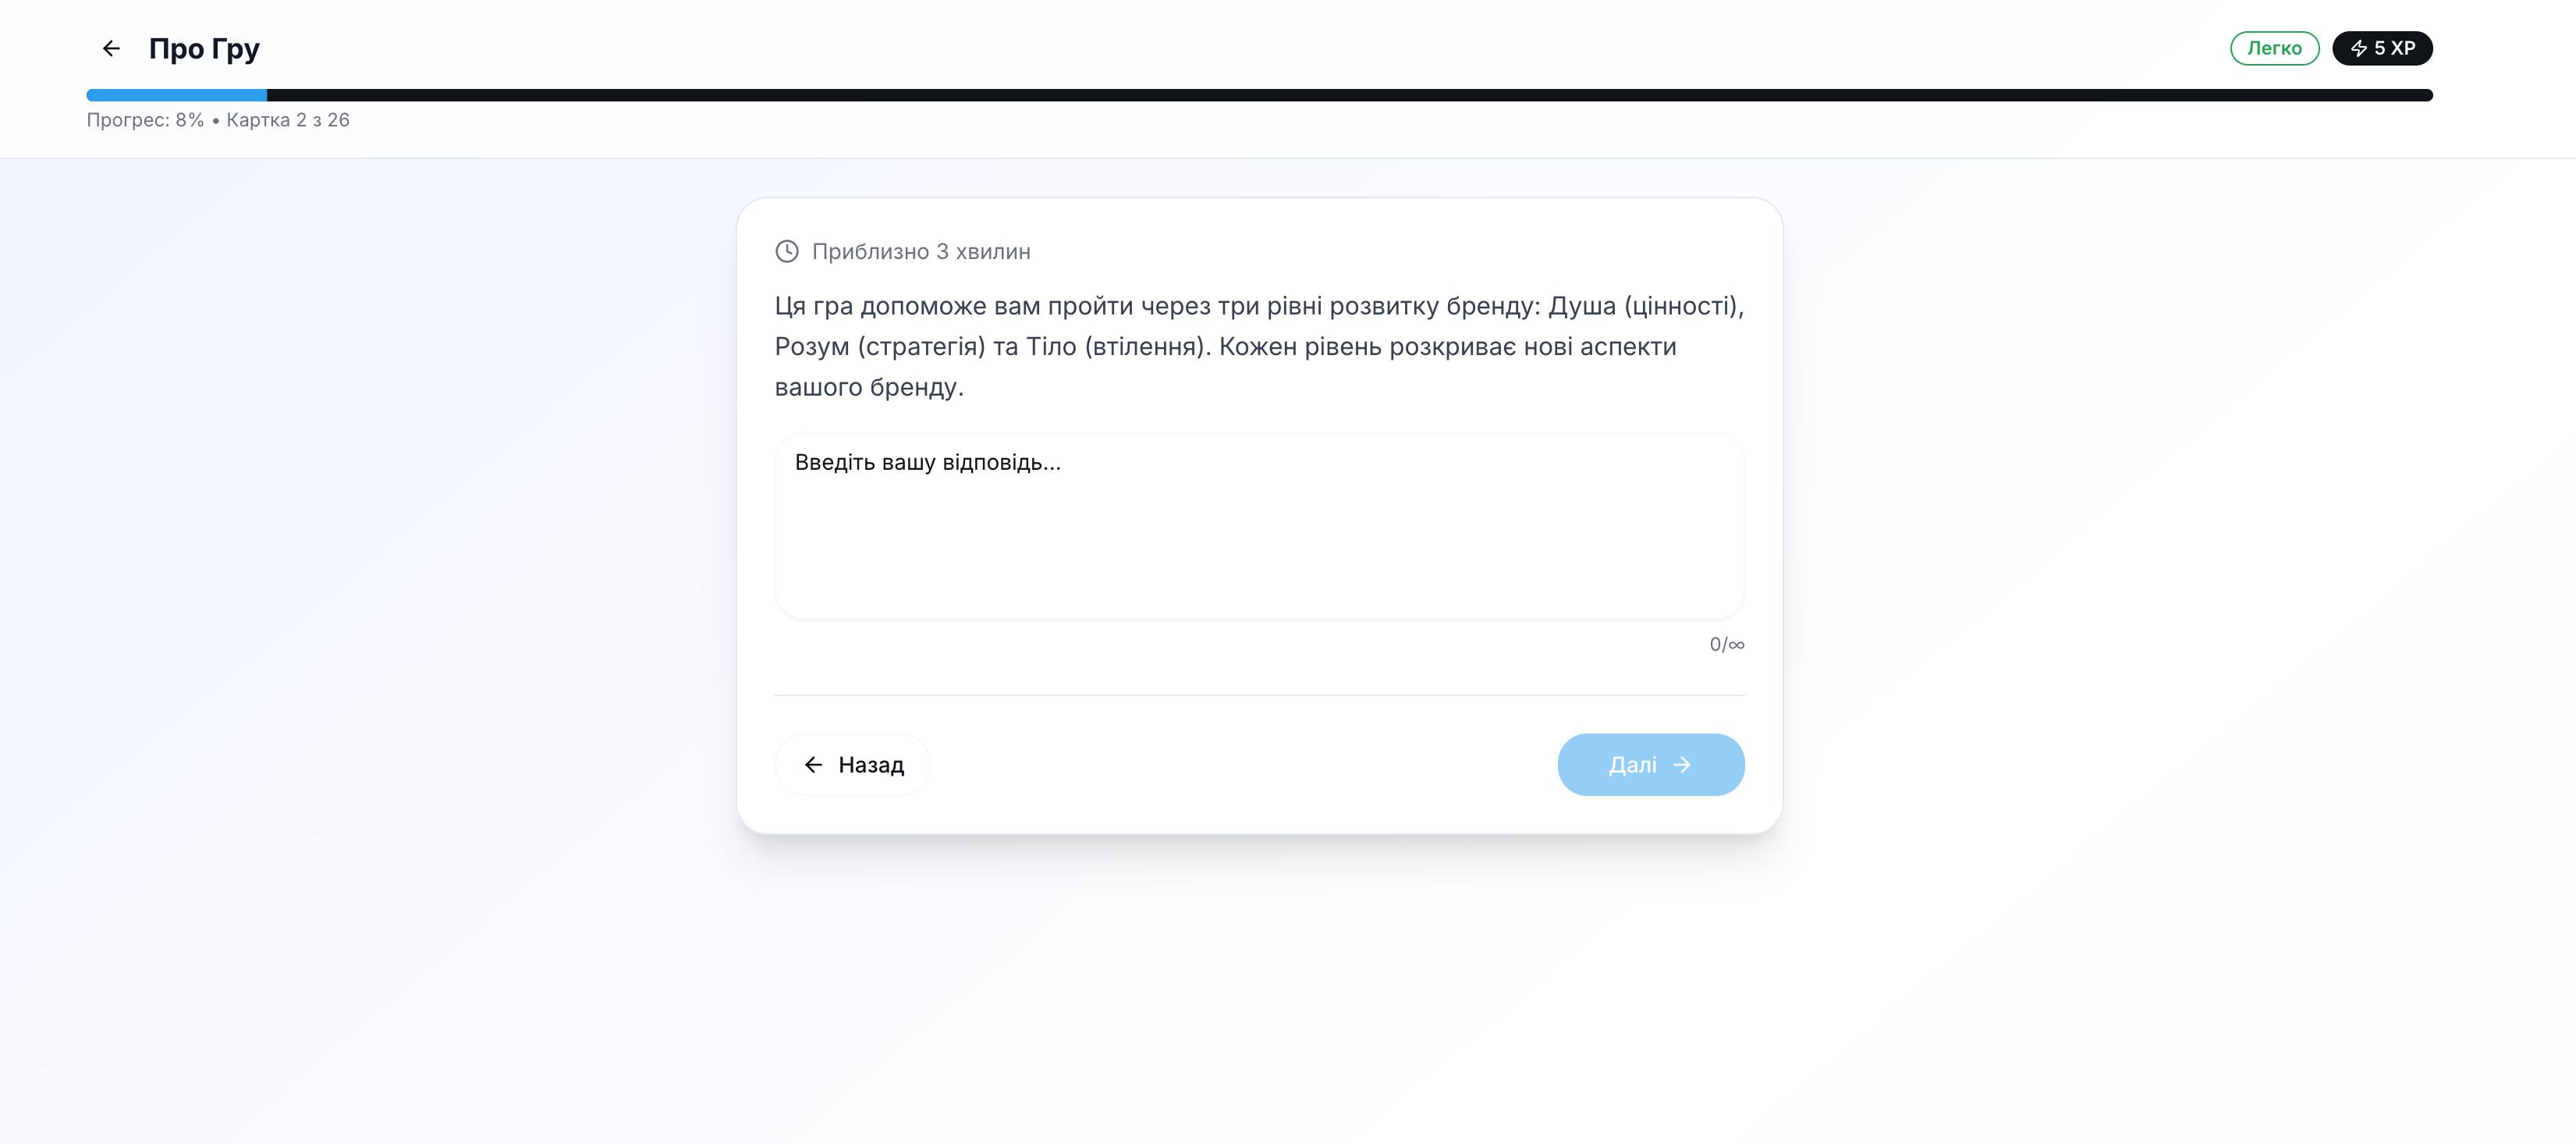 Про Гру
Легко
5 XP
Прогрес: 8% • Картка 2 з 26
Приблизно 3 хвилин
Ця гра допоможе вам пройти через три рівні розвитку бренду: Душа (цінності),
Розум (стратегія) та Тіло (втілення). Кожен рівень розкриває нові аспекти
вашого бренду.
Введіть вашу відповідь...
0/∞
Назад
Далі